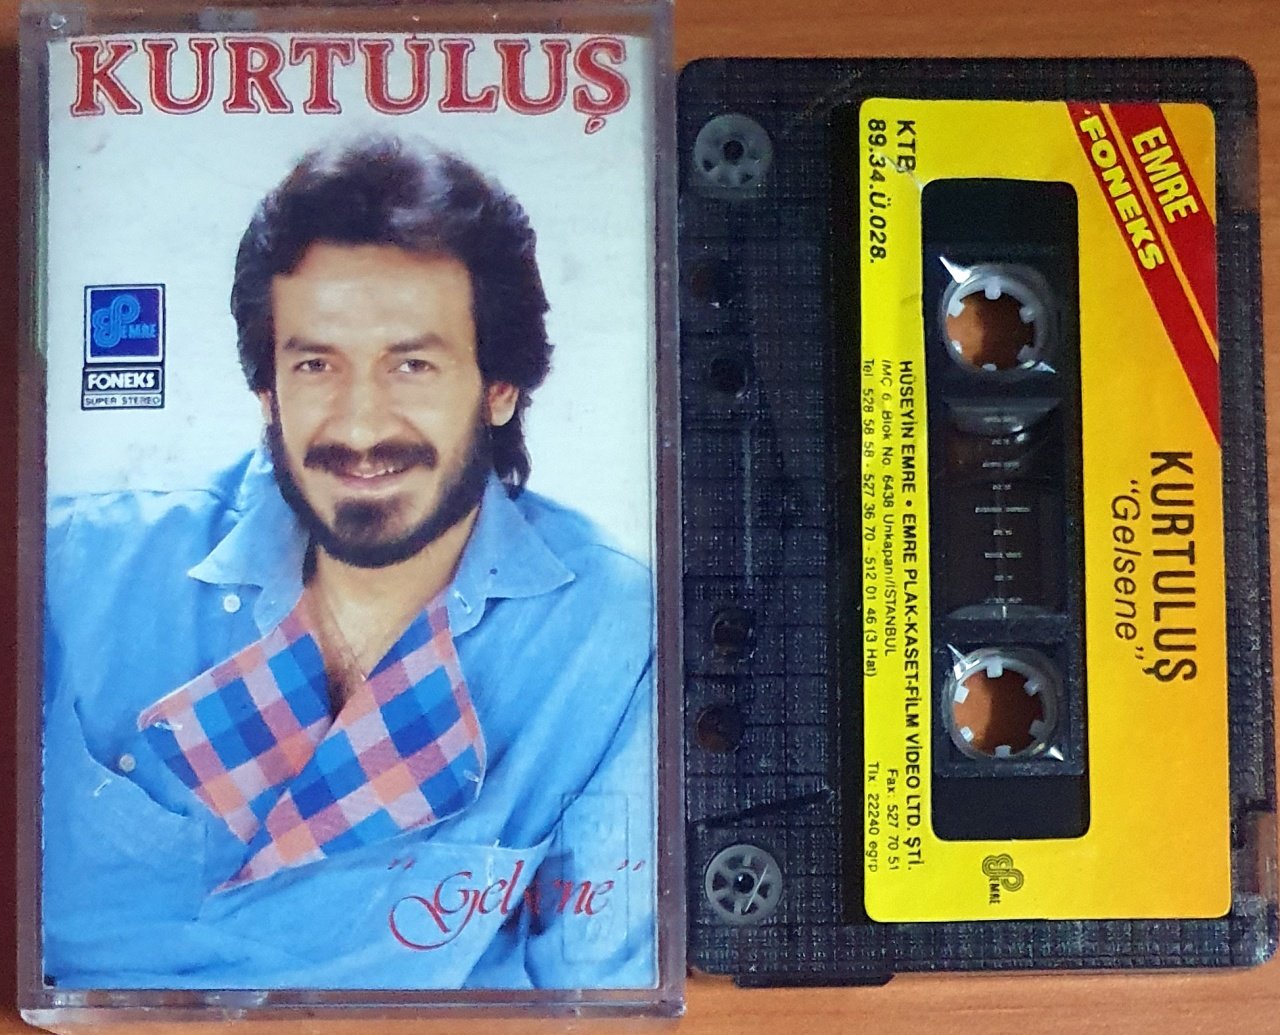 KURTULUŞ
EMRE
FONEKS
SUPER STEREO
"Gelsene"
EMRE
FONEKS
KURTULUŞ
"Gelsene"
KTB
89.34.Ü.028.
HÜSEYİN EMRE • EMRE PLAK-KASET-FİLM VİDEO LTD. ŞTİ.
İMÇ 6. Blok No. 6438 Unkapanı/İSTANBUL
Fax: 527 70 51
Tel 528 58 58 - 527 36 70 - 512 01 46 (3 Hat)
Tlx: 22240 egrp
EMRE